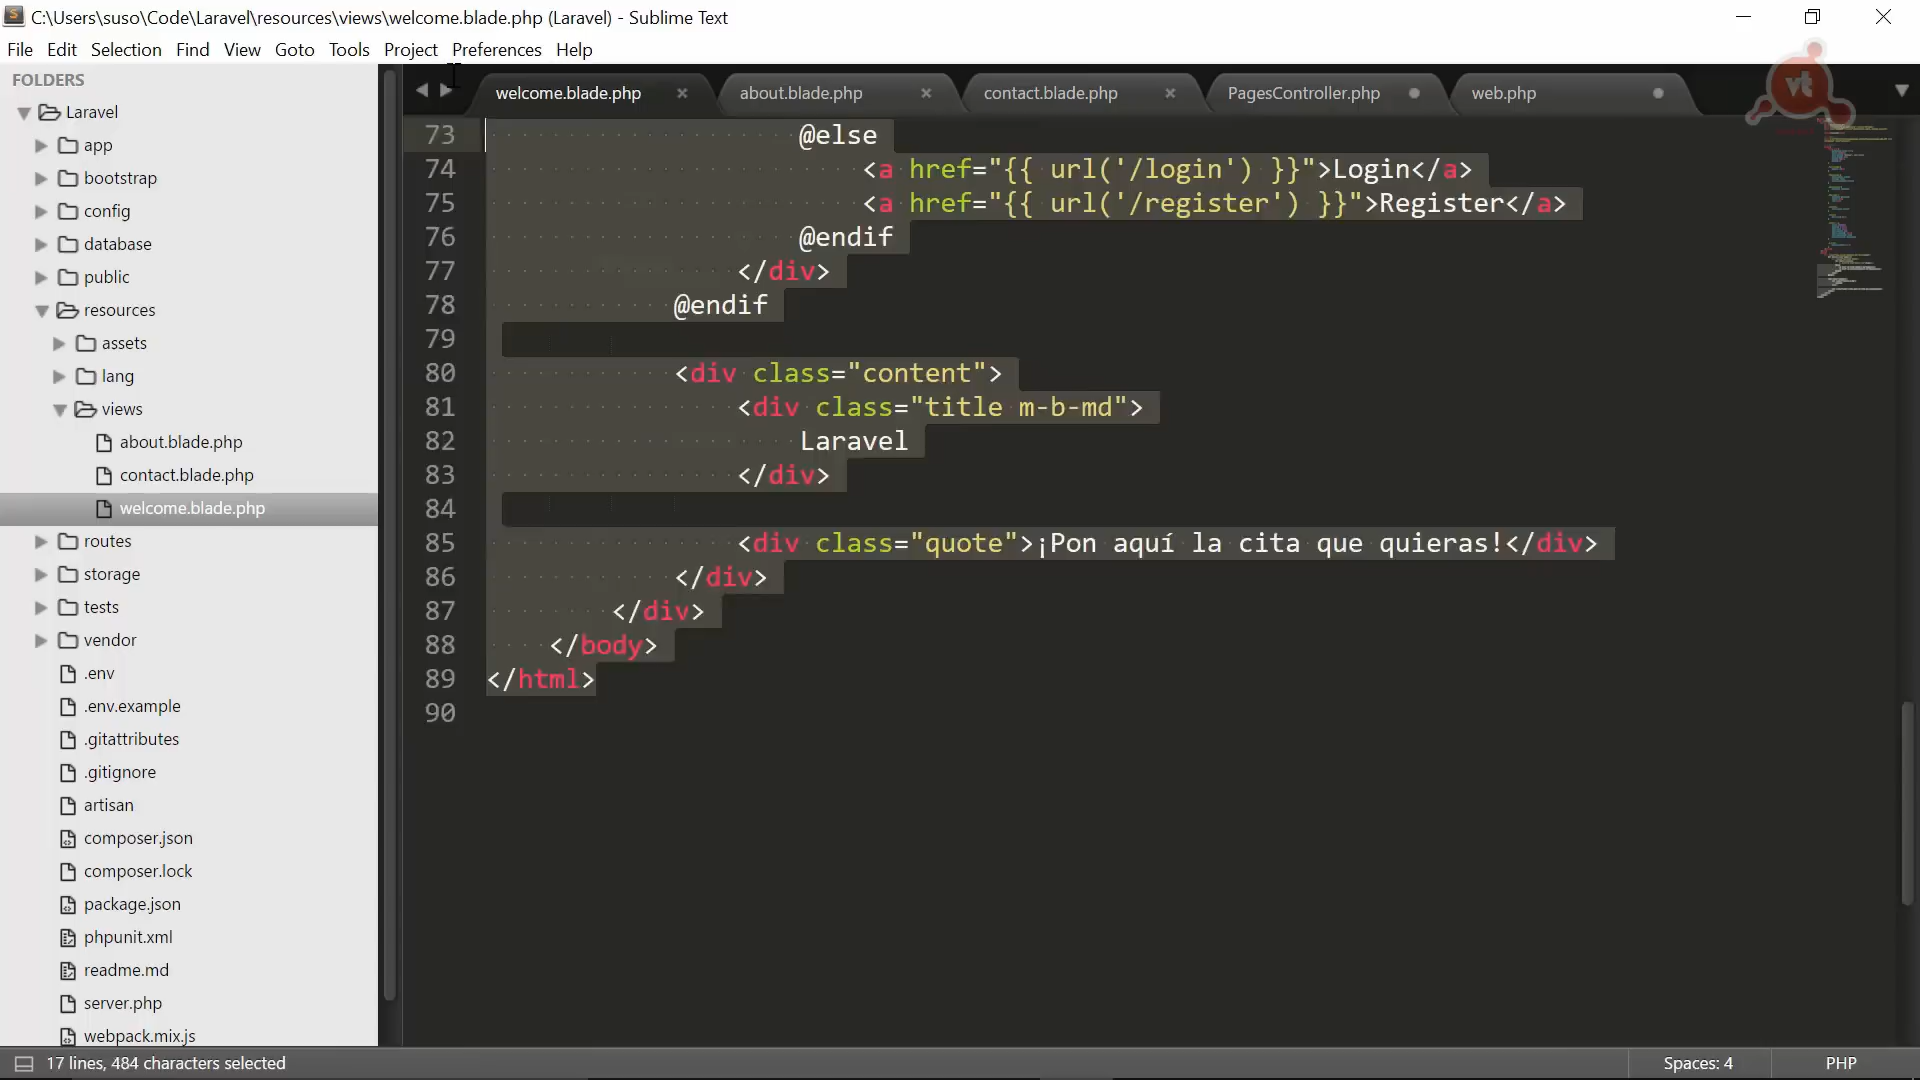 C:\Users\suso\Code\Laravel\resources\views\welcome.blade.php (Laravel) - Sublime Text
File Edit Selection Find View Goto Tools Project Preferences Help
FOLDERS
Laravel
app
bootstrap
config
database
public
resources
assets
lang
views
about.blade.php
contact.blade.php
welcome.blade.php
routes
storage
tests
vendor
.env
.env.example
.gitattributes
.gitignore
artisan
composer.json
composer.lock
package.json
phpunit.xml
readme.md
server.php
webpack.mix.js
welcome.blade.php about.blade.php contact.blade.php PagesController.php web.php
vt
73 @else
74 <a href="{{ url('/login') }}">Login</a>
75 <a href="{{ url('/register') }}">Register</a>
76 @endif
77 </div>
78 @endif
79
80 <div class="content">
81 <div class="title m-b-md">
82 Laravel
83 </div>
84
85 <div class="quote">¡Pon aquí la cita que quieras!</div>
86 </div>
87 </div>
88 </body>
89 </html>
90
17 lines, 484 characters selected Spaces: 4 PHP